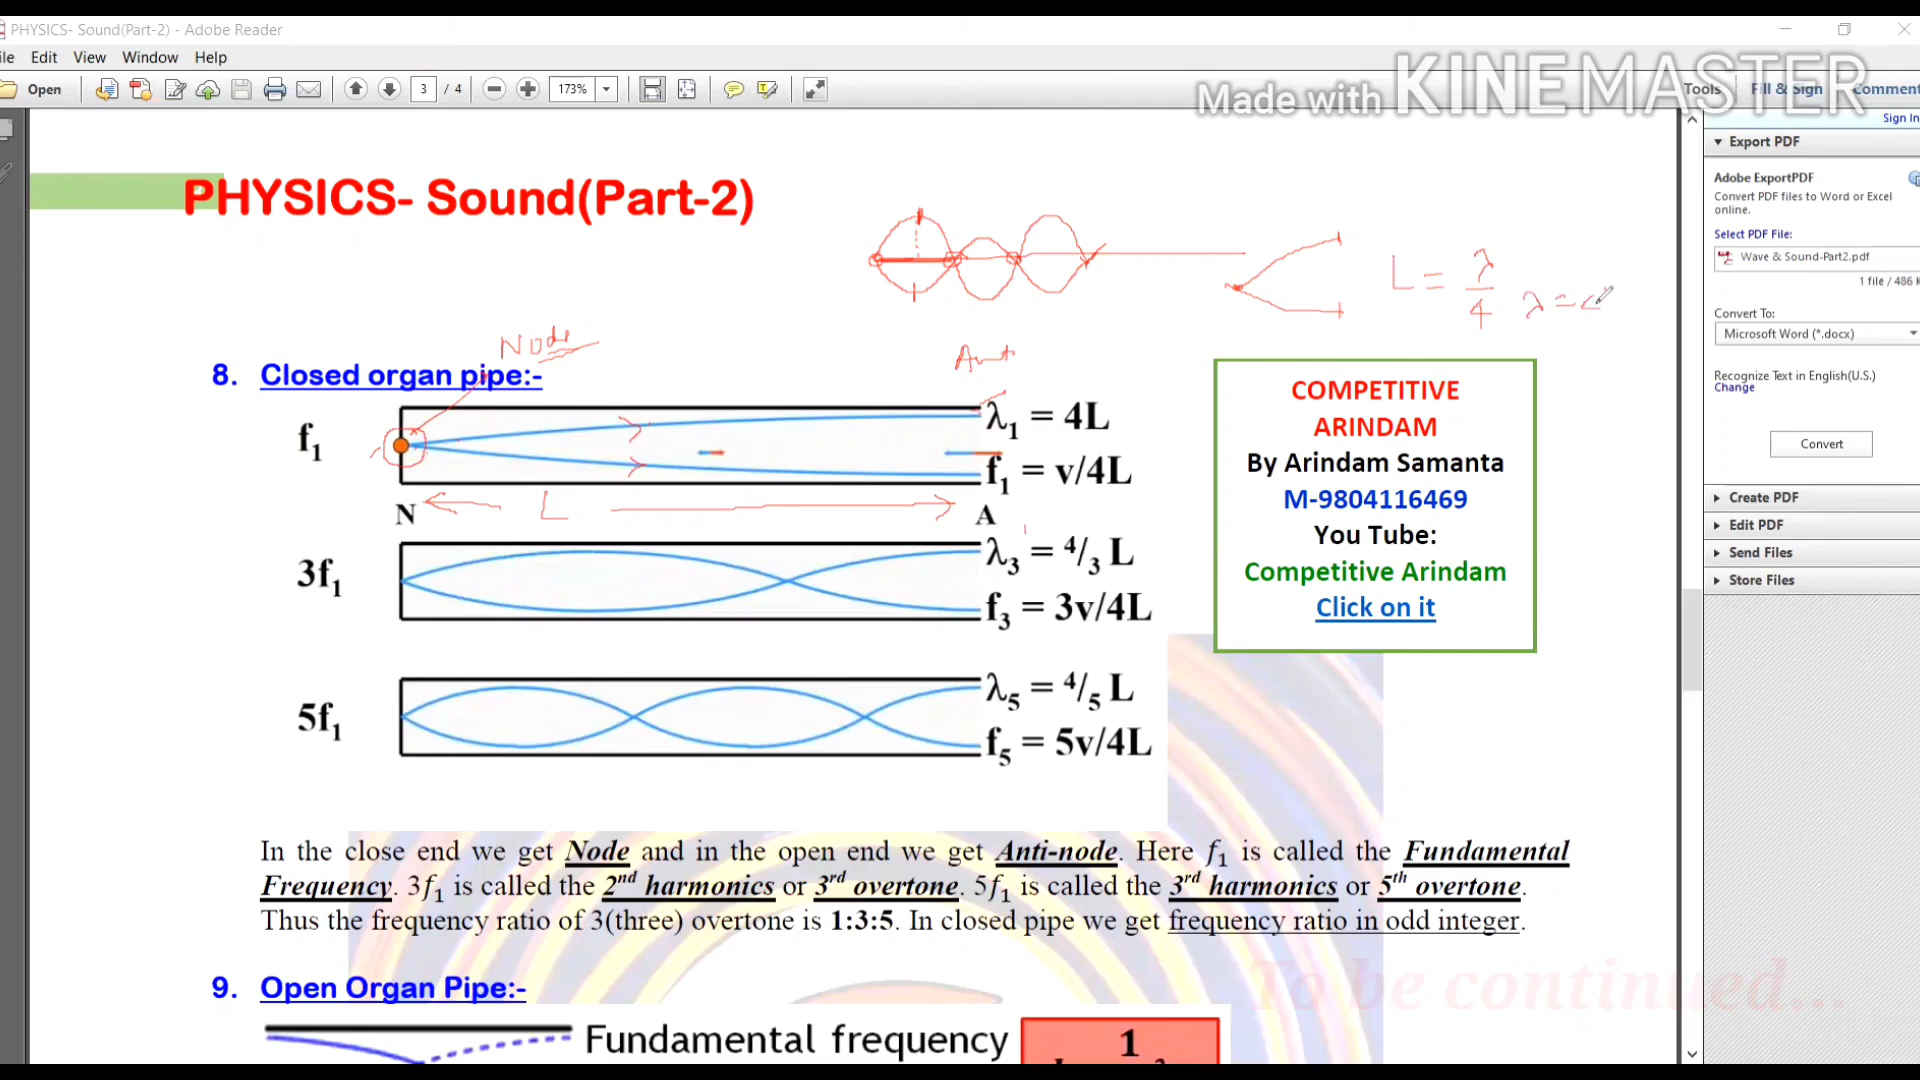 PHYSICS- Sound(Part-2) - Adobe Reader
ile Edit View Window Help
Open 3 / 4 173% Tools Fill & Sign Comment
Made with KINEMASTER
Sign In
Export PDF
Adobe ExportPDF
Convert PDF files to Word or Excel
online.
Select PDF File:
Wave & Sound-Part2.pdf
1 file / 486 K
Convert To:
Microsoft Word (*.docx)
Recognize Text in English(U.S.)
Change
Convert
Create PDF
Edit PDF
Send Files
Store Files
PHYSICS- Sound(Part-2)
L = λ/4 λ =
Node
8. Closed organ pipe:-
f₁ λ₁ = 4L
f₁ = v/4L
N L A
3f₁ λ₃ = ⁴/₃ L
f₃ = 3v/4L
5f₁ λ₅ = ⁴/₅ L
f₅ = 5v/4L
COMPETITIVE
ARINDAM
By Arindam Samanta
M-9804116469
You Tube:
Competitive Arindam
Click on it
In the close end we get Node and in the open end we get Anti-node. Here f₁ is called the Fundamental
Frequency. 3f₁ is called the 2nd harmonics or 3rd overtone. 5f₁ is called the 3rd harmonics or 5th overtone.
Thus the frequency ratio of 3(three) overtone is 1:3:5. In closed pipe we get frequency ratio in odd integer.
To be continued...
9. Open Organ Pipe:-
Fundamental frequency
1